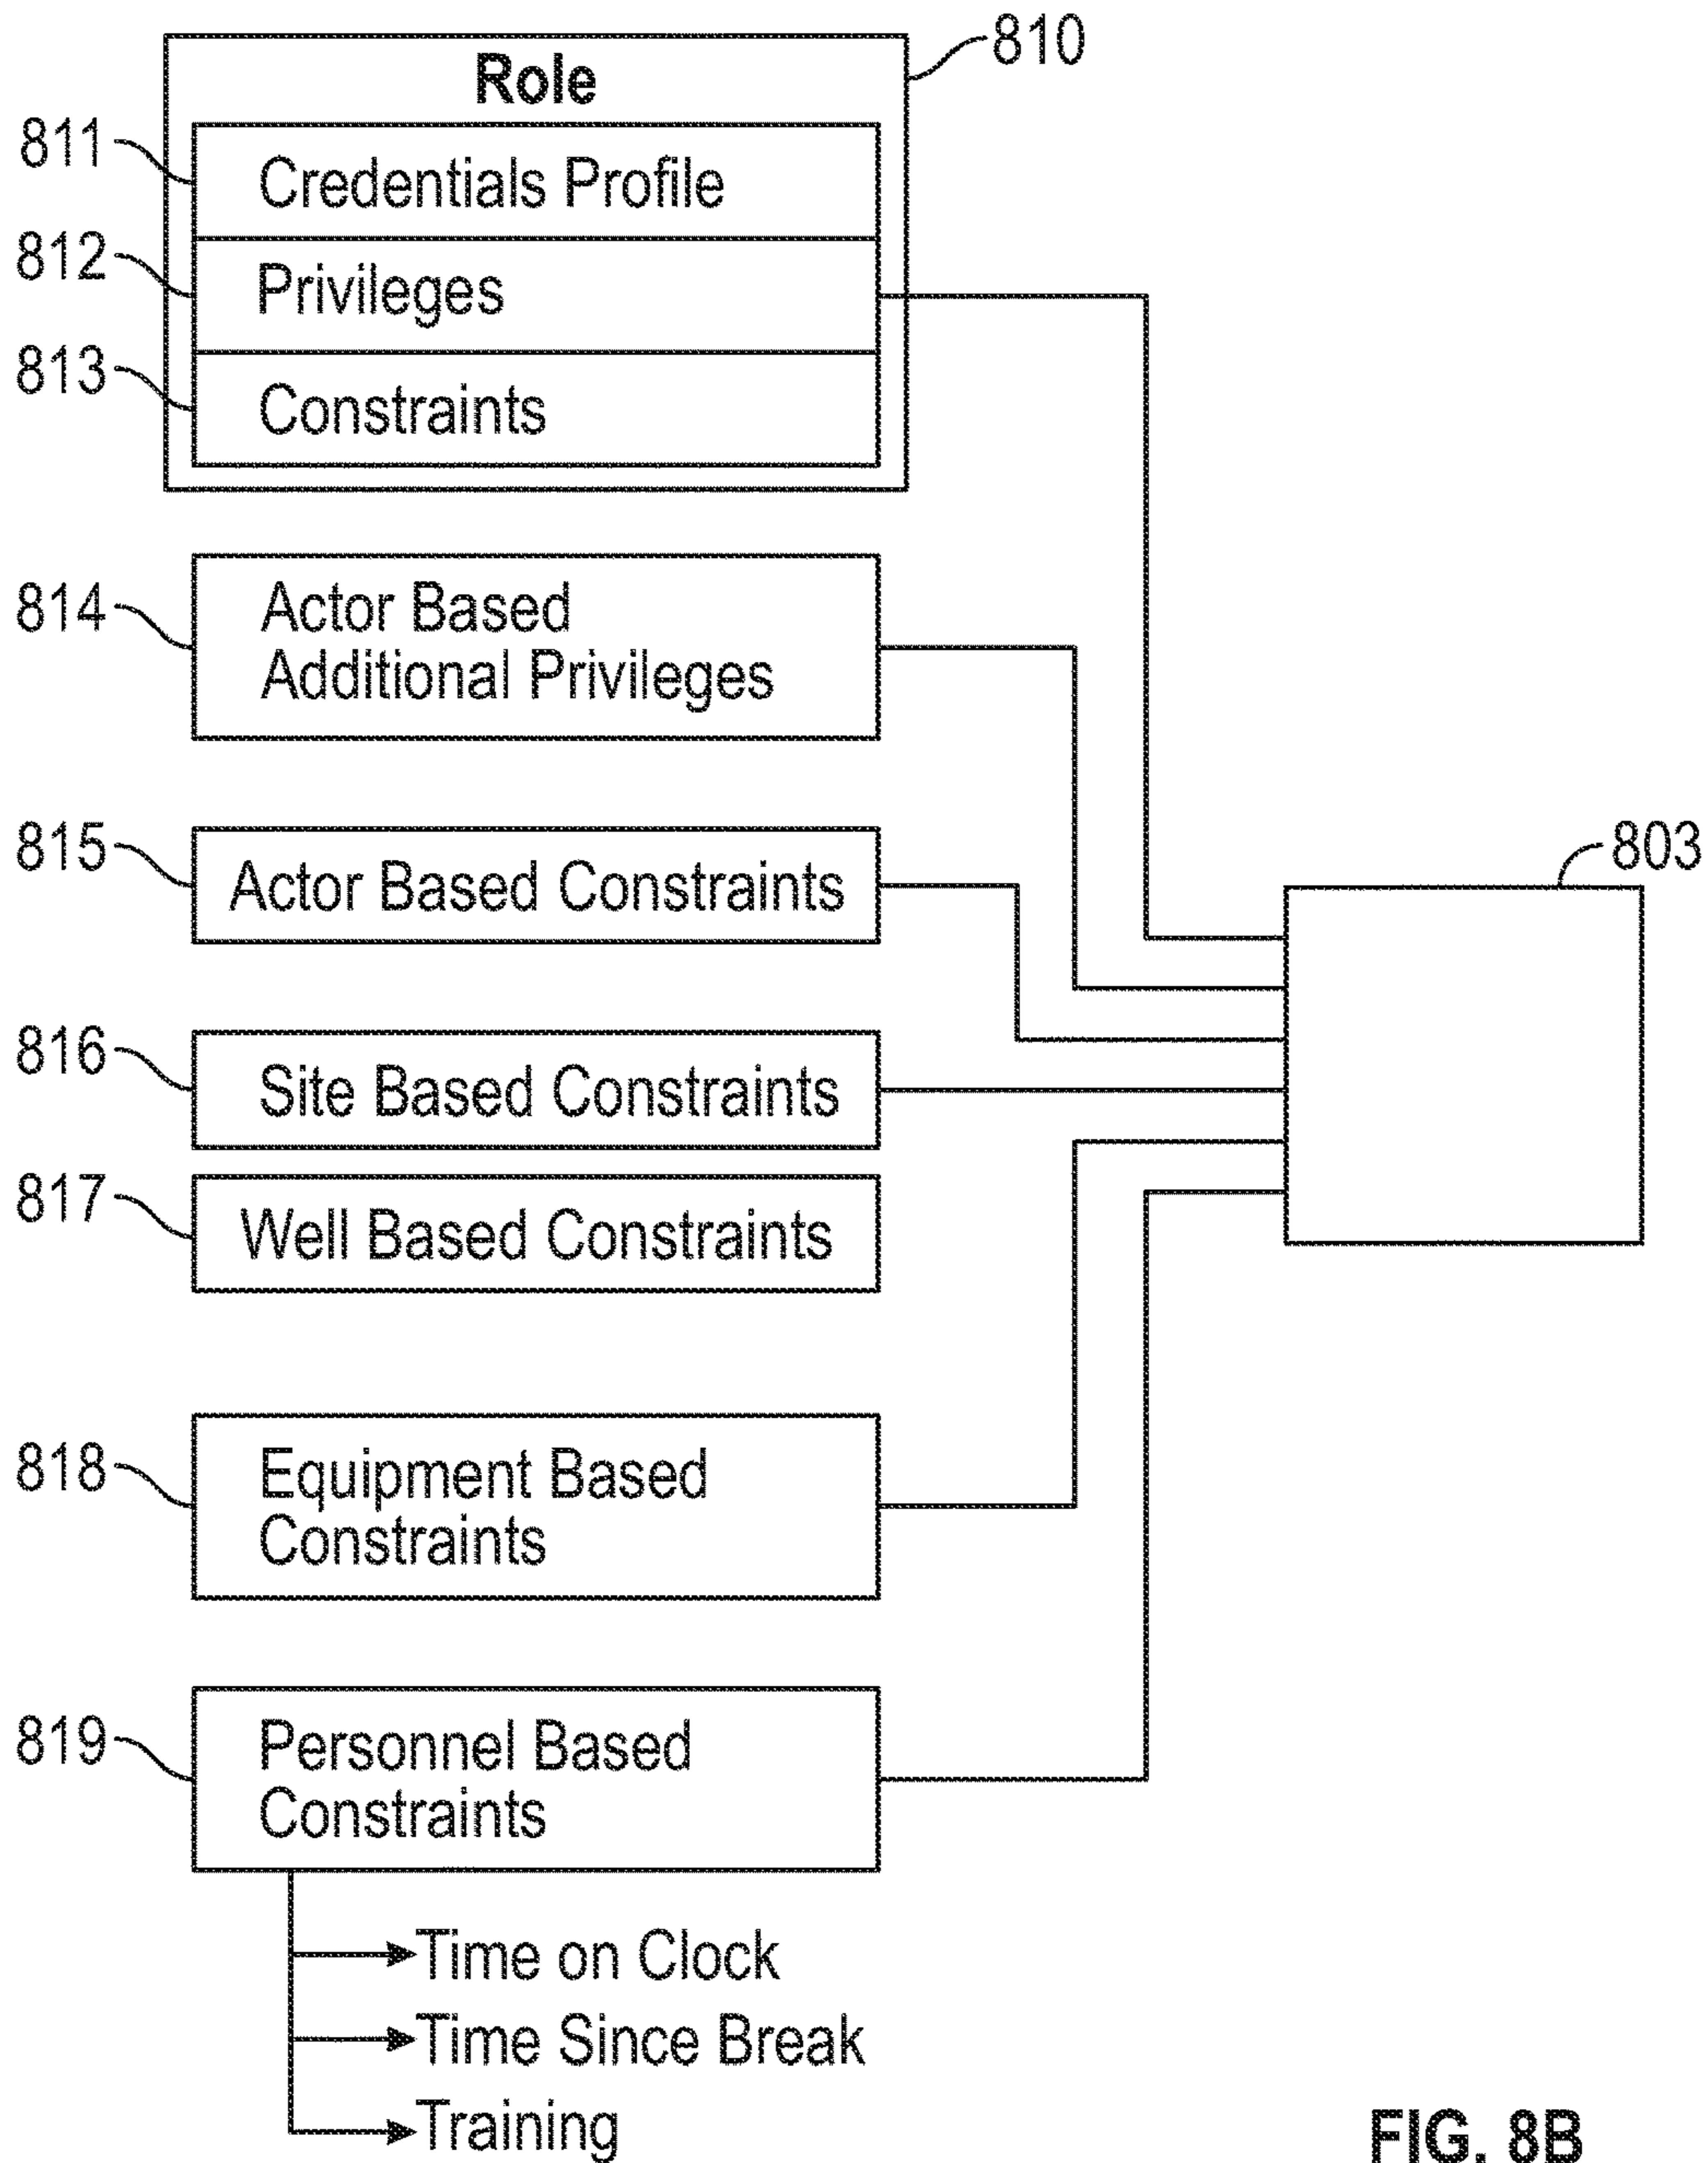 810
Role
811
Credentials Profile
812
Privileges
813
Constraints
814
Actor Based
Additional Privileges
815
Actor Based Constraints
803
816
Site Based Constraints
817
Well Based Constraints
818
Equipment Based
Constraints
819
Personnel Based
Constraints
Time on Clock
Time Since Break
Training
FIG. 8B